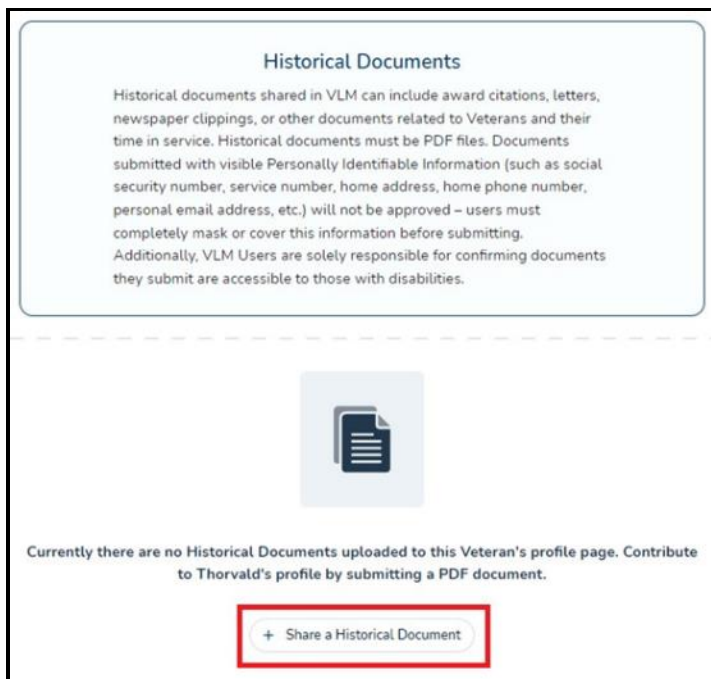 Historical Documents
Historical documents shared in VLM can include award citations, letters,
newspaper clippings, or other documents related to Veterans and their
time in service. Historical documents must be PDF files. Documents
submitted with visible Personally Identifiable Information (such as social
security number, service number, home address, home phone number,
personal email address, etc.) will not be approved – users must
completely mask or cover this information before submitting.
Additionally, VLM Users are solely responsible for confirming documents
they submit are accessible to those with disabilities.
Currently there are no Historical Documents uploaded to this Veteran's profile page. Contribute
to Thorvald's profile by submitting a PDF document.
+ Share a Historical Document